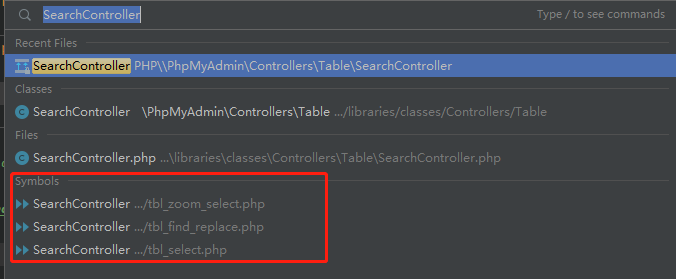 SearchController Type / to see commands
Recent Files
SearchController PHP\\PhpMyAdmin\Controllers\Table\SearchController
Classes
SearchController \PhpMyAdmin\Controllers\Table .../libraries/classes/Controllers/Table
Files
SearchController.php ...\libraries\classes\Controllers\Table\SearchController.php
Symbols
SearchController .../tbl_zoom_select.php
SearchController .../tbl_find_replace.php
SearchController .../tbl_select.php